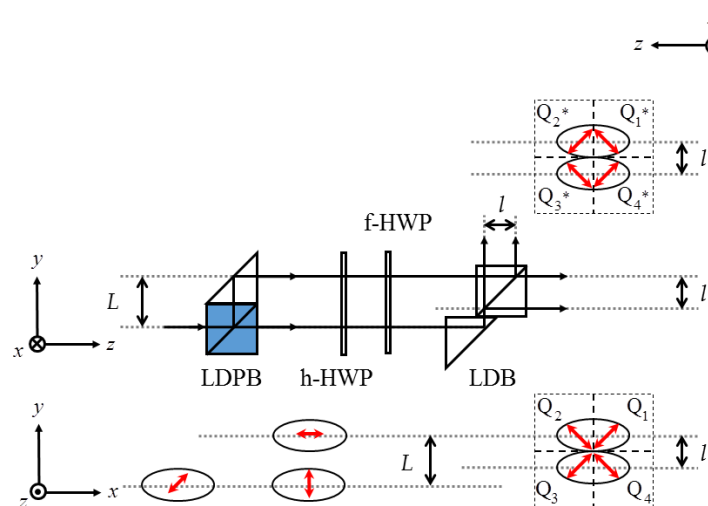 z
Q₂* Q₁*
l
Q₃* Q₄*
l
f-HWP
y
L
l
x z
LDPB h-HWP LDB
y
Q₂ Q₁
L
l
z x
Q₃ Q₄